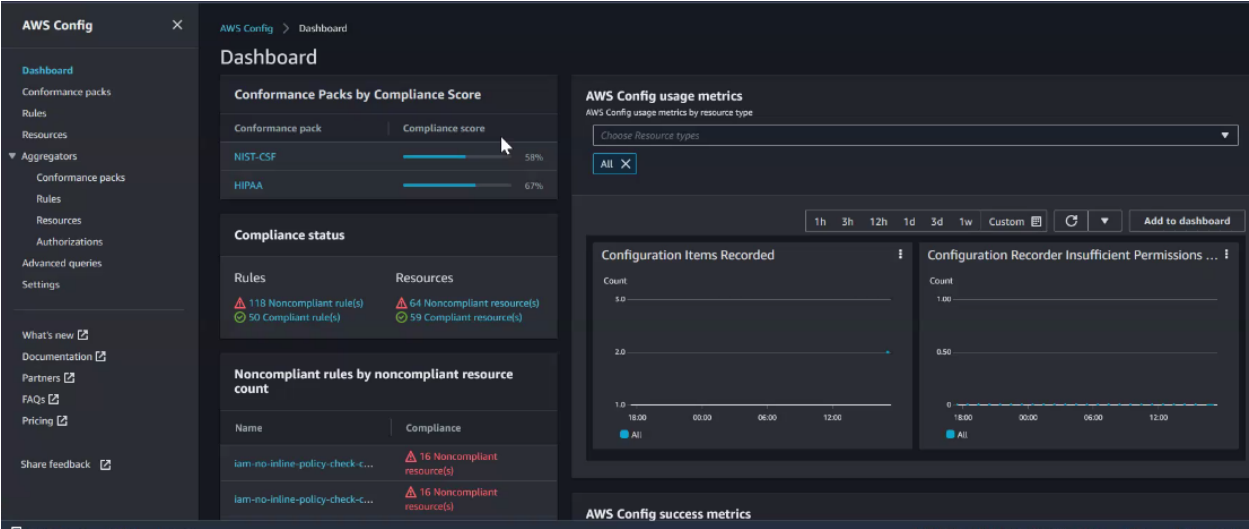 AWS Config
Dashboard
Conformance packs
Rules
Resources
Aggregators
Conformance packs
Rules
Resources
Authorizations
Advanced queries
Settings
What's new
Documentation
Partners
FAQs
Pricing
Share feedback
AWS Config > Dashboard
Dashboard
Conformance Packs by Compliance Score
Conformance pack Compliance score
NIST-CSF 58%
HIPAA 67%
Compliance status
Rules Resources
118 Noncompliant rule(s) 64 Noncompliant resource(s)
50 Compliant rule(s) 59 Compliant resource(s)
Noncompliant rules by noncompliant resource
count
Name Compliance
iam-no-inline-policy-check-c... 16 Noncompliant
resource(s)
iam-no-inline-policy-check-c... 16 Noncompliant
resource(s)
AWS Config usage metrics
AWS Config usage metrics by resource type
Choose Resource types
All
1h 3h 12h 1d 3d 1w Custom Add to dashboard
Configuration Items Recorded
Count
3.0
2.0
1.0
18:00 00:00 06:00 12:00
All
Configuration Recorder Insufficient Permissions ...
Count
1.00
0.50
0
18:00 00:00 06:00 12:00
All
AWS Config success metrics